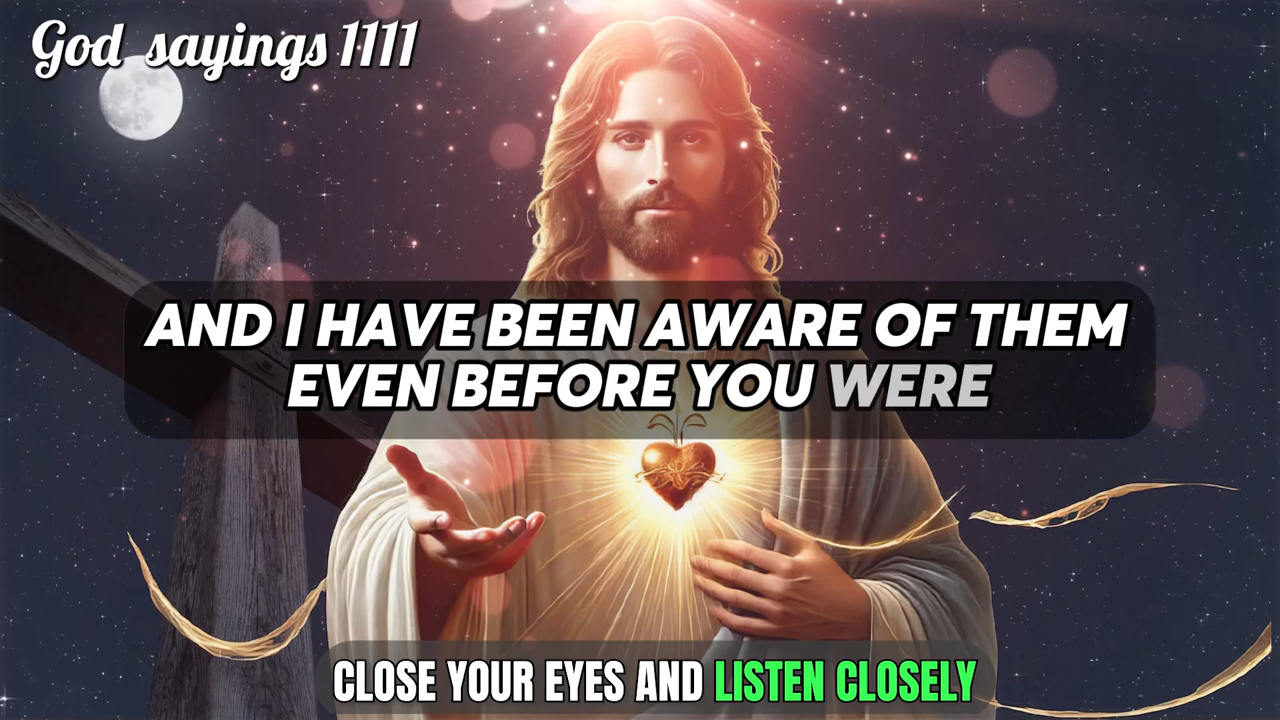 God sayings 1111
AND I HAVE BEEN AWARE OF THEM
EVEN BEFORE YOU WERE
CLOSE YOUR EYES AND LISTEN CLOSELY